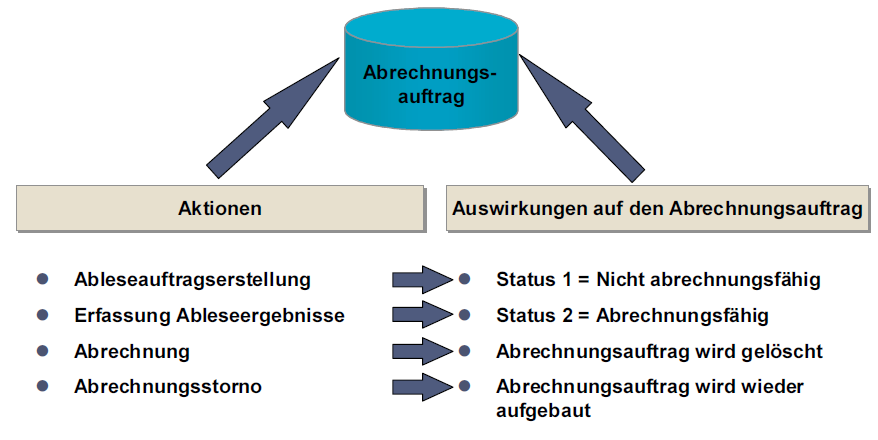 Abrechnungs-
auftrag
Aktionen
Auswirkungen auf den Abrechnungsauftrag
Ableseauftragserstellung
Status 1 = Nicht abrechnungsfähig
Erfassung Ableseergebnisse
Status 2 = Abrechnungsfähig
Abrechnung
Abrechnungsauftrag wird gelöscht
Abrechnungsstorno
Abrechnungsauftrag wird wieder
aufgebaut